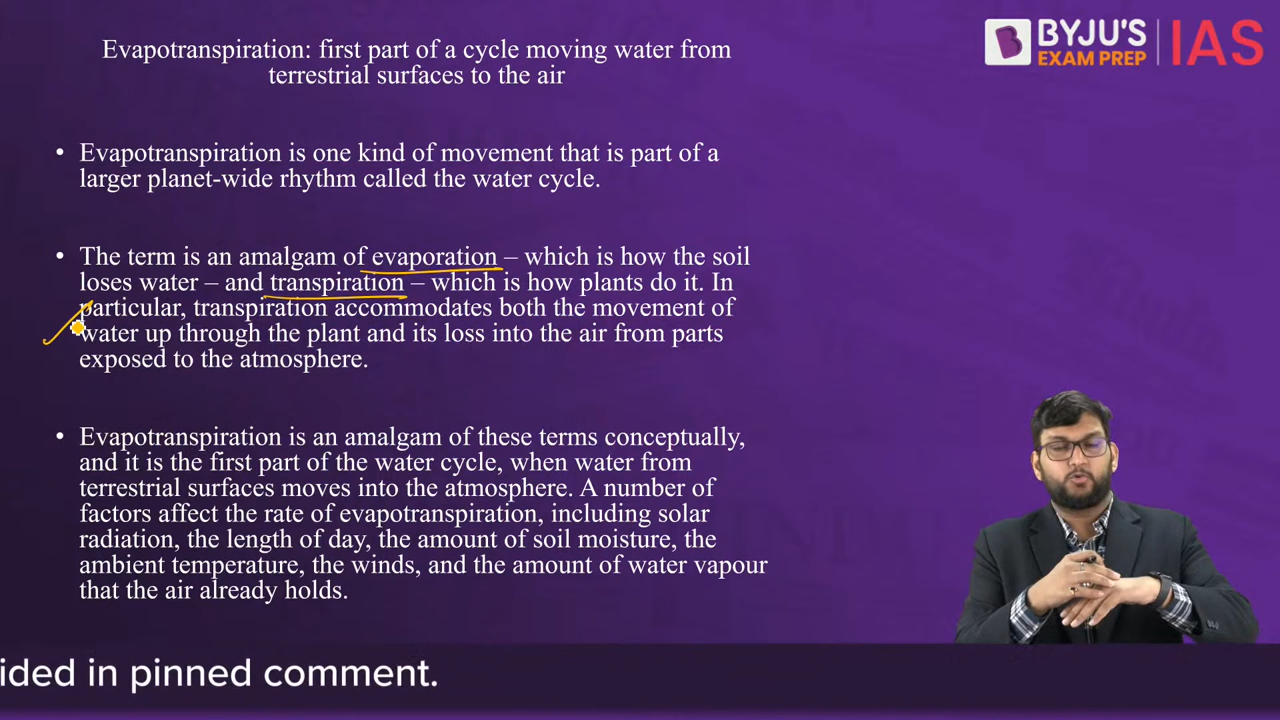 Evapotranspiration: first part of a cycle moving water from
terrestrial surfaces to the air
BYJU'S
EXAM PREP
IAS
• Evapotranspiration is one kind of movement that is part of a
larger planet-wide rhythm called the water cycle.
• The term is an amalgam of evaporation – which is how the soil
loses water – and transpiration – which is how plants do it. In
particular, transpiration accommodates both the movement of
water up through the plant and its loss into the air from parts
exposed to the atmosphere.
• Evapotranspiration is an amalgam of these terms conceptually,
and it is the first part of the water cycle, when water from
terrestrial surfaces moves into the atmosphere. A number of
factors affect the rate of evapotranspiration, including solar
radiation, the length of day, the amount of soil moisture, the
ambient temperature, the winds, and the amount of water vapour
that the air already holds.
ided in pinned comment.